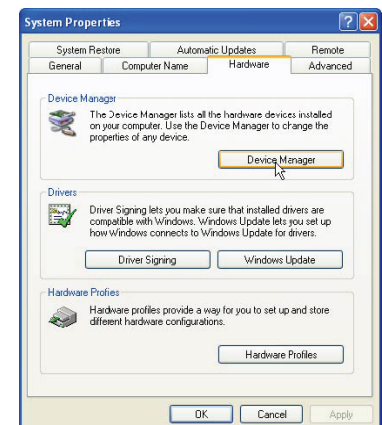 System Properties
System Restore Automatic Updates Remote
General Computer Name Hardware Advanced
Device Manager
The Device Manager lists all the hardware devices installed
on your computer. Use the Device Manager to change the
properties of any device.
Device Manager
Drivers
Driver Signing lets you make sure that installed drivers are
compatible with Windows. Windows Update lets you set up
how Windows connects to Windows Update for drivers.
Driver Signing Windows Update
Hardware Profiles
Hardware profiles provide a way for you to set up and store
different hardware configurations.
Hardware Profiles
OK Cancel Apply